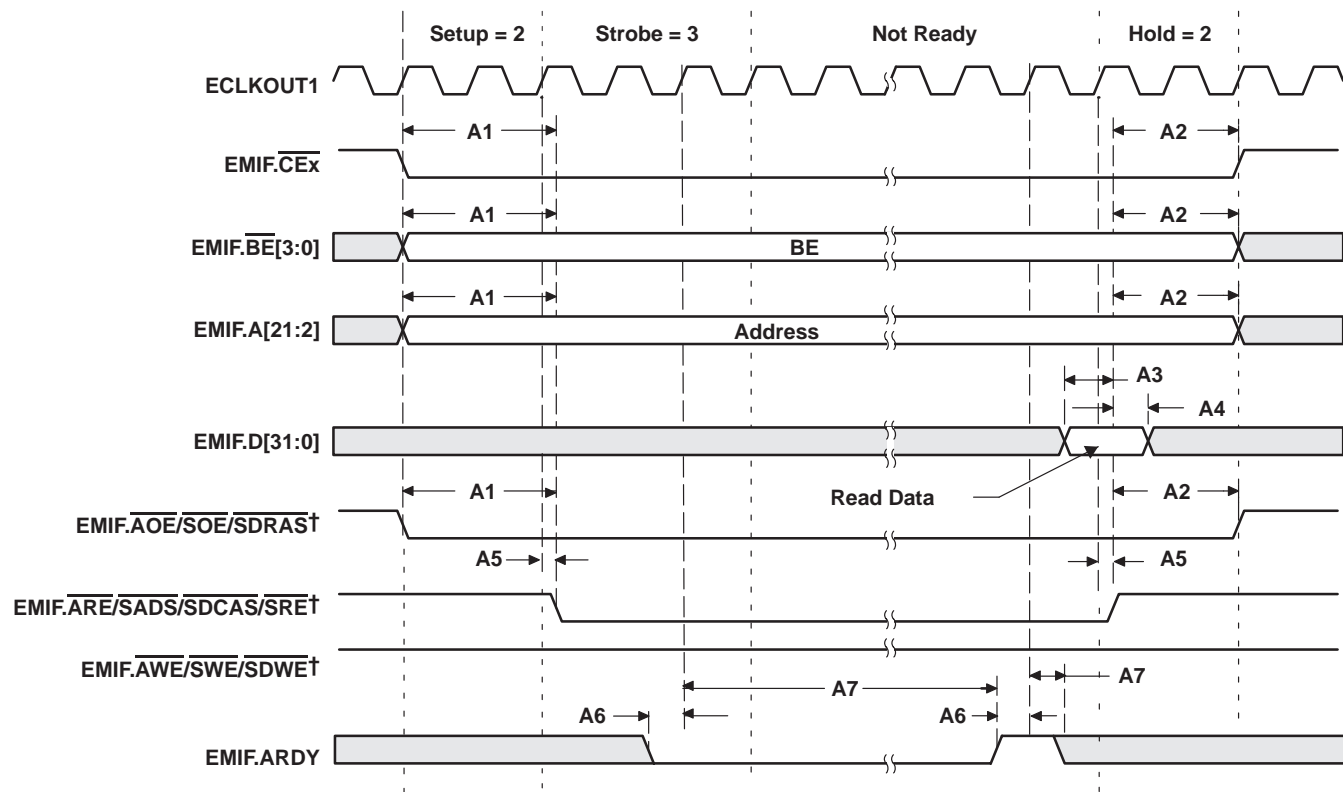 Setup = 2 Strobe = 3 Not Ready Hold = 2
ECLKOUT1
A1 A2
EMIF.CEx
A1 A2
EMIF.BE[3:0] BE
A1 A2
EMIF.A[21:2] Address
A3
A4
EMIF.D[31:0]
A1 Read Data A2
EMIF.AOE/SOE/SDRAS†
A5 A5
EMIF.ARE/SADS/SDCAS/SRE†
EMIF.AWE/SWE/SDWE†
A7 A7
A6 A6
EMIF.ARDY